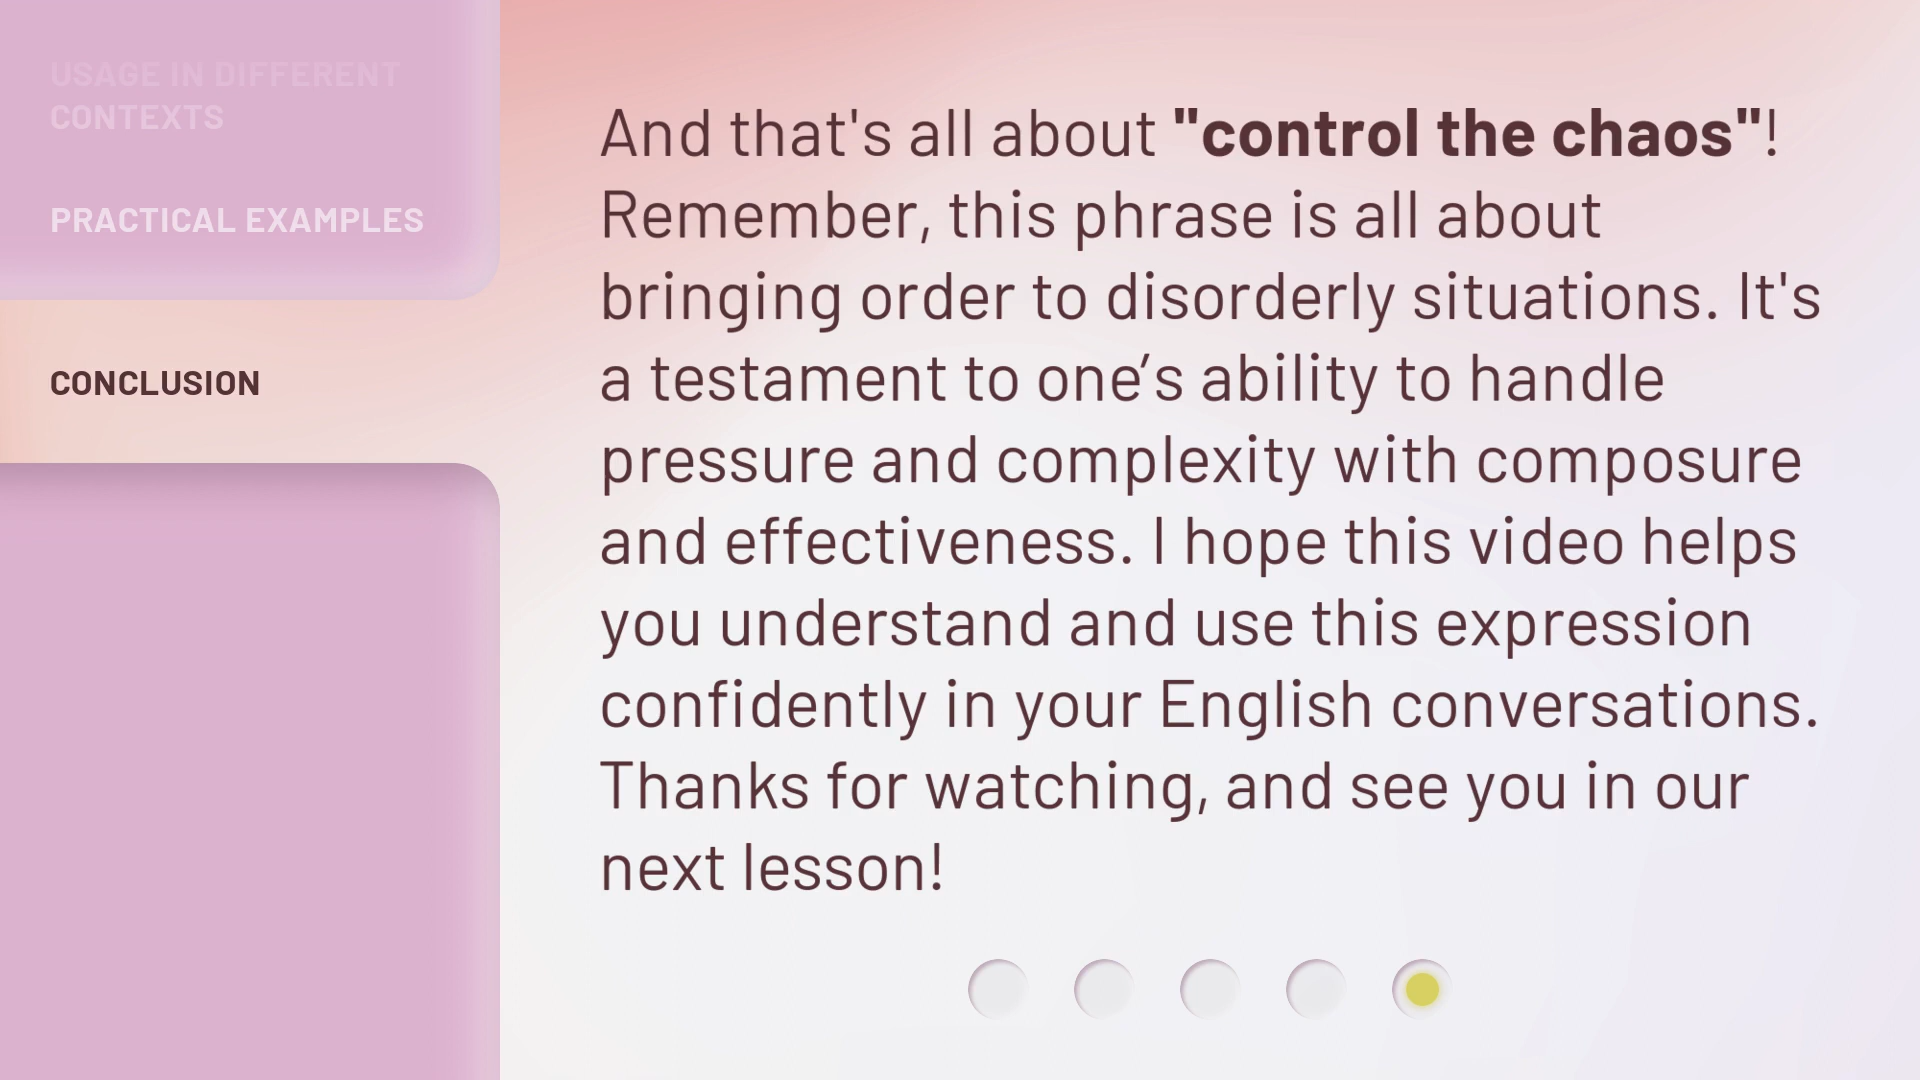 USAGE IN DIFFERENT
CONTEXTS
PRACTICAL EXAMPLES
CONCLUSION
And that's all about "control the chaos"!
Remember, this phrase is all about
bringing order to disorderly situations. It's
a testament to one’s ability to handle
pressure and complexity with composure
and effectiveness. I hope this video helps
you understand and use this expression
confidently in your English conversations.
Thanks for watching, and see you in our
next lesson!